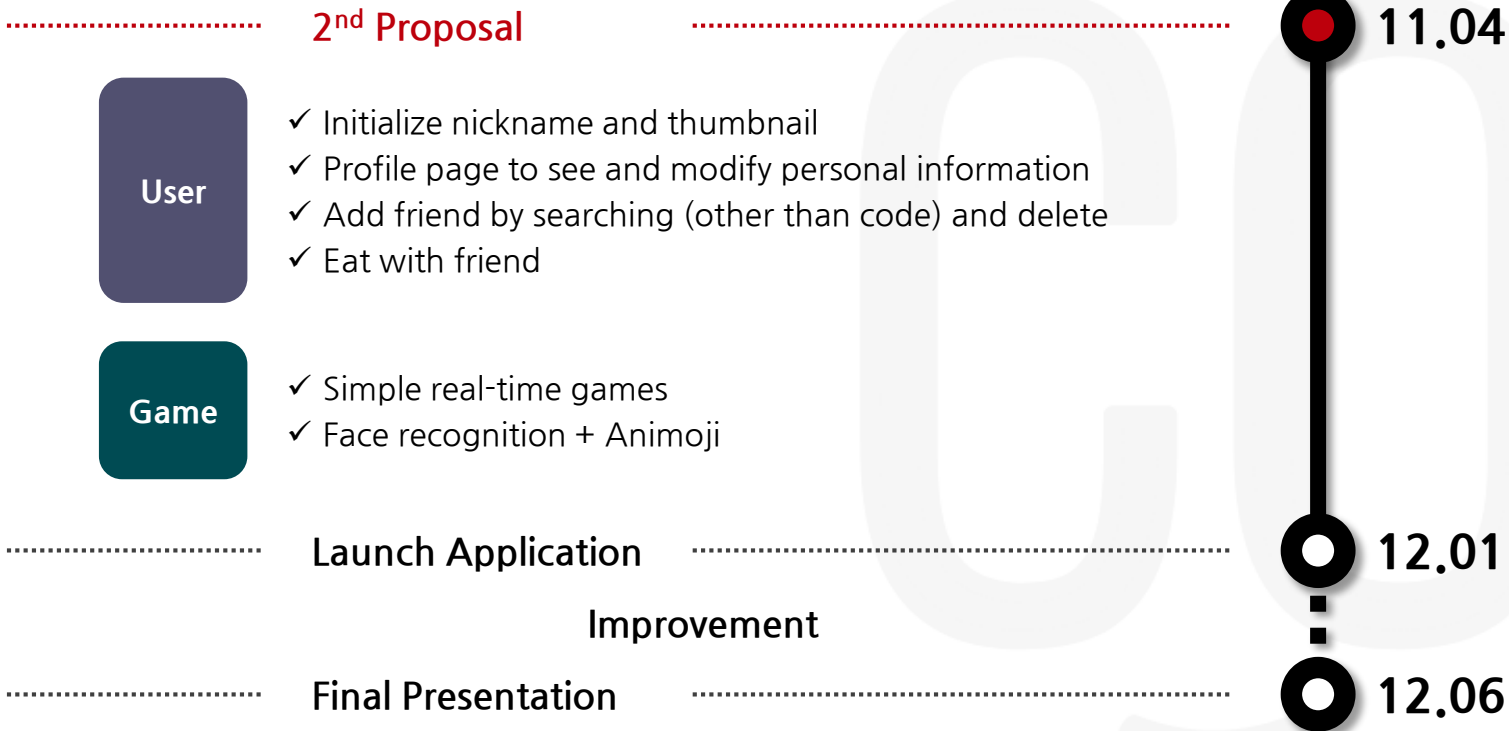 2nd Proposal 11.04
User
✓ Initialize nickname and thumbnail
✓ Profile page to see and modify personal information
✓ Add friend by searching (other than code) and delete
✓ Eat with friend
Game
✓ Simple real-time games
✓ Face recognition + Animoji
Launch Application 12.01
Improvement
Final Presentation 12.06